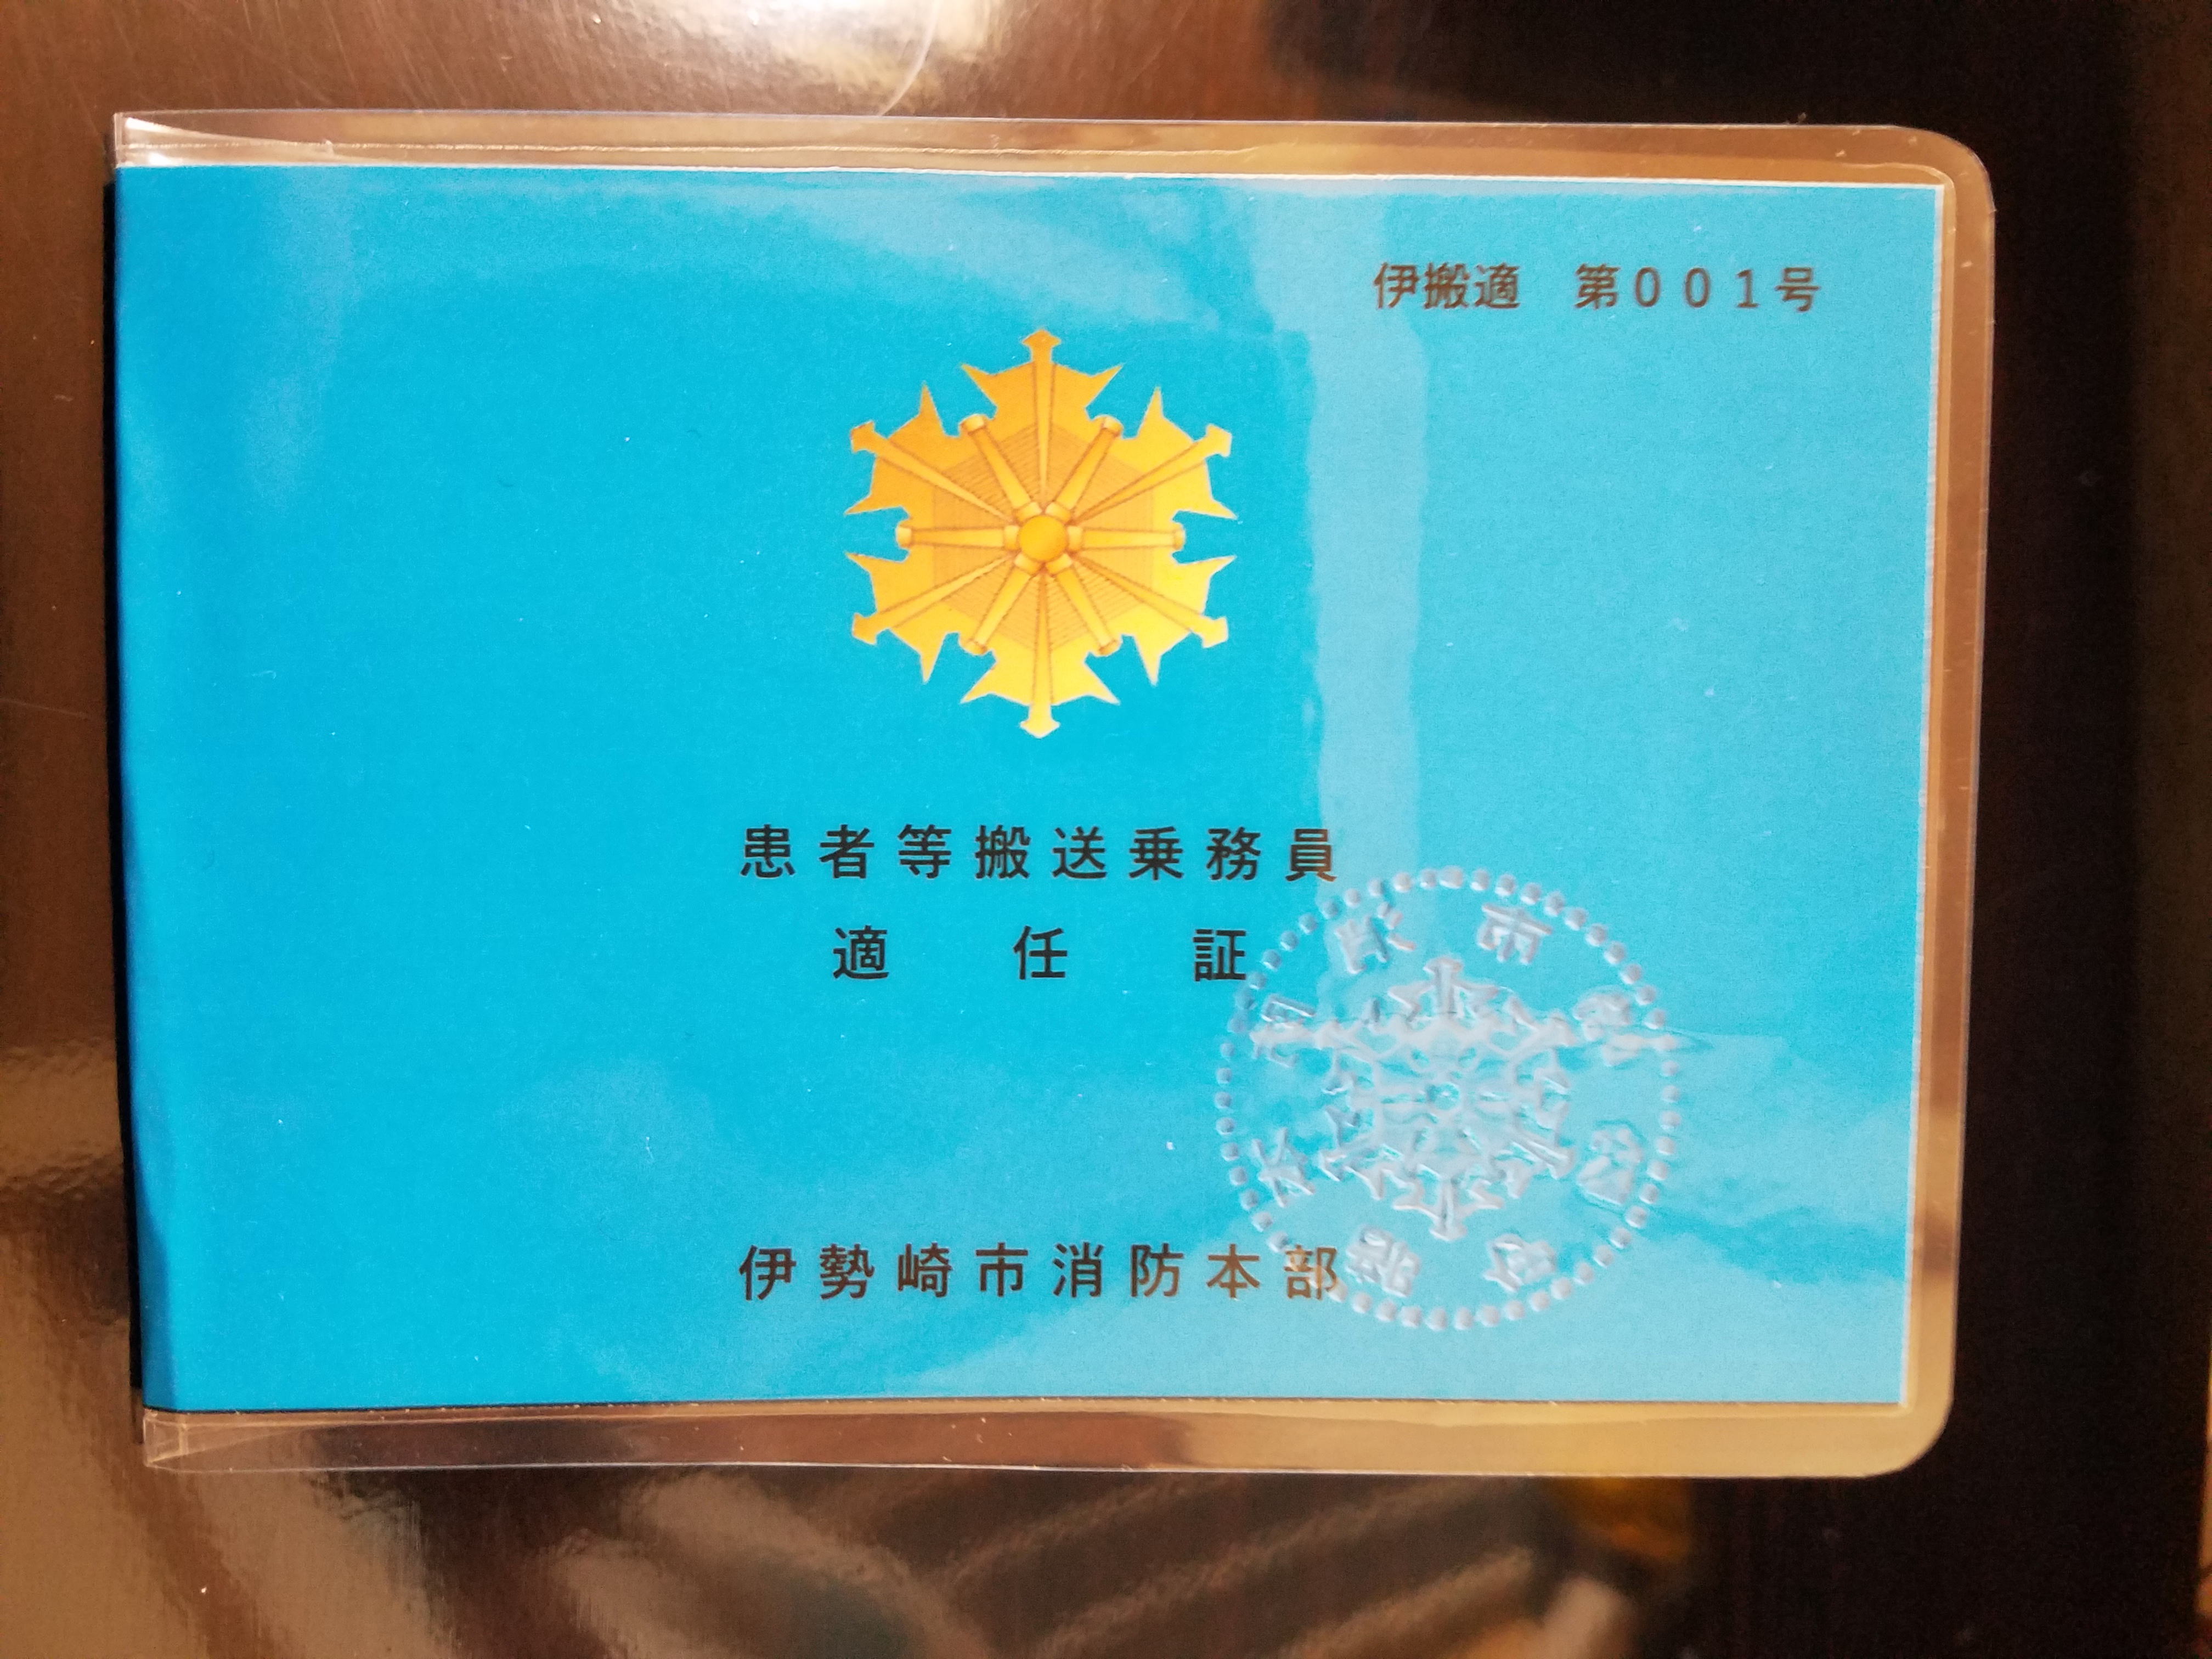 伊搬適　第００１号
患者等搬送乗務員
適任証
伊勢崎市消防本部